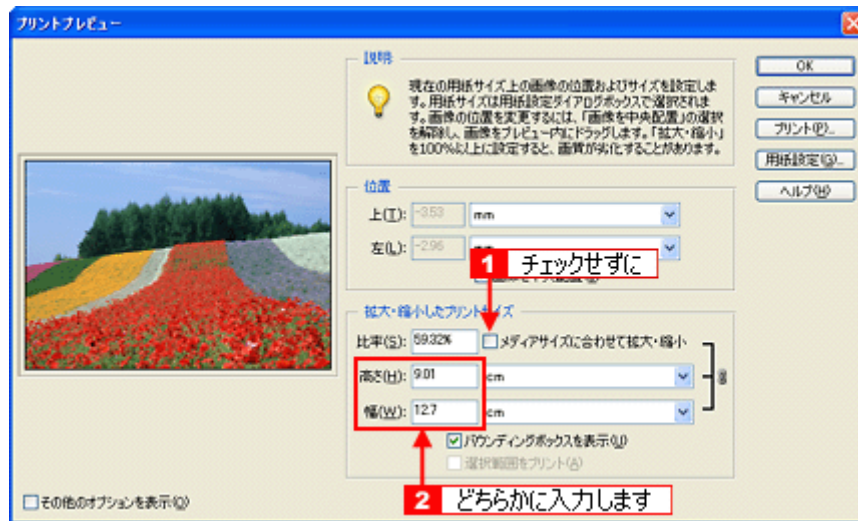 プリントプレビュー
説明
現在の用紙サイズ上の画像の位置およびサイズを設定しま
す。用紙サイズは用紙設定ダイアログボックスで選択されま
す。画像の位置を変更するには、「画像を中央配置」の選択
を解除し、画像をプレビュー内にドラッグします。「拡大・縮小」
を100%以上に設定すると、画質が劣化することがあります。
OK
キャンセル
プリント(P)...
用紙設定(G)...
ヘルプ(H)
位置
上(T): -3.53 mm
左(L): -2.96
1 チェックせずに
拡大・縮小したプリントサイズ
比率(S): 59.32% メディアサイズに合わせて拡大・縮小
高さ(H): 9.01 cm
幅(W): 12.7 cm
バウンディングボックスを表示(U)
選択範囲をプリント(A)
2 どちらかに入力します
その他のオプションを表示(O)